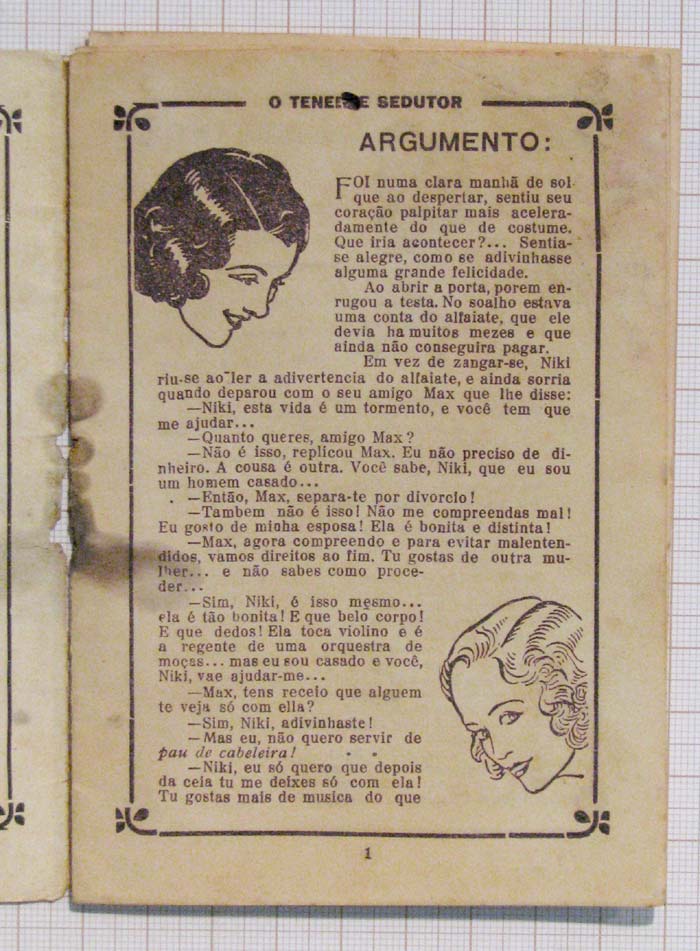 O TENE E SEDUTOR
ARGUMENTO:
FOI numa clara manhã de sol
que ao despertar, sentiu seu
coração palpitar mais acelera-
damente do que de costume.
Que iria acontecer?... Sentia-
se alegre, como se adivinhasse
alguma grande felicidade.
Ao abrir a porta, porem en-
rugou a testa. No soalho estava
uma conta do alfaiate, que ele
devia ha muitos mezes e que
ainda não conseguira pagar.
Em vez de zangar-se, Niki
riu-se ao ler a adivertencia do alfaiate, e ainda sorria
quando deparou com o seu amigo Max que lhe disse:
—Niki, esta vida é um tormento, e você tem que
me ajudar...
—Quanto queres, amigo Max?
—Não é isso, replicou Max. Eu não preciso de di-
nheiro. A cousa é outra. Você sabe, Niki, que eu sou
um homem casado...
—Então, Max, separa-te por divorcio!
—Tambem não é isso! Não me compreendas mal!
Eu gosto de minha esposa! Ela é bonita e distinta!
—Max, agora compreendo e para evitar malenten-
didos, vamos direitos ao fim. Tu gostas de outra mu-
lher... e não sabes como proce-
der...
—Sim, Niki, é isso mesmo...
ela é tão bonita! E que belo corpo!
E que dedos! Ela toca violino e é
a regente de uma orquestra de
moças... mas eu sou casado e você,
Niki, vae ajudar-me...
—Max, tens receio que alguem
te veja só com ella?
—Sim, Niki, adivinhaste!
—Mas eu, não quero servir de
pau de cabeleira!
—Niki, eu só quero que depois
da ceia tu me deixes só com ela!
Tu gostas mais de musica do que
1